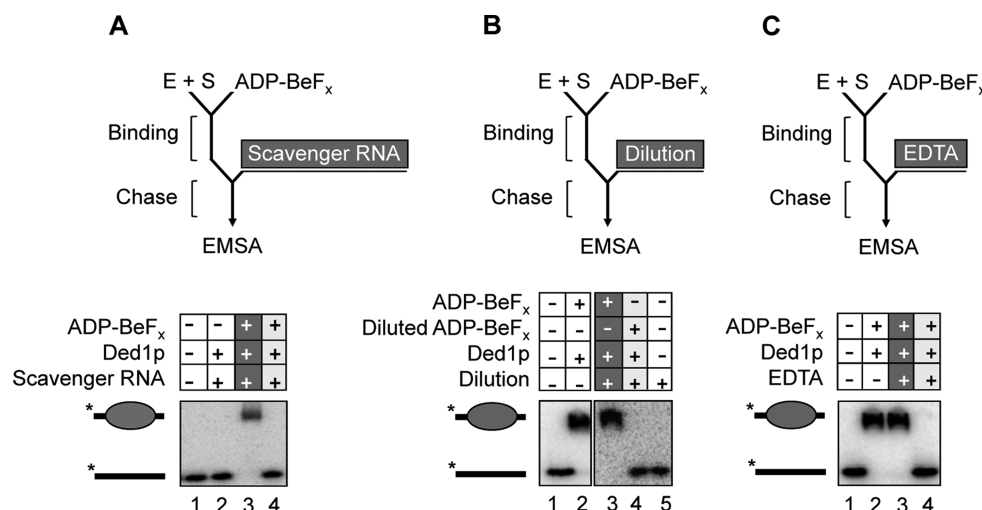 A
E + S ADP-BeFx
Binding
Scavenger RNA
Chase
EMSA
ADP-BeFx - - + +
Ded1p - + + +
Scavenger RNA - + + +
*
*
1 2 3 4
B
E + S ADP-BeFx
Binding
Dilution
Chase
EMSA
ADP-BeFx - + + - -
Diluted ADP-BeFx - - - + -
Ded1p - + + + -
Dilution - - + + +
*
*
1 2 3 4 5
C
E + S ADP-BeFx
Binding
EDTA
Chase
EMSA
ADP-BeFx - + + +
Ded1p - + + +
EDTA - - + +
*
*
1 2 3 4